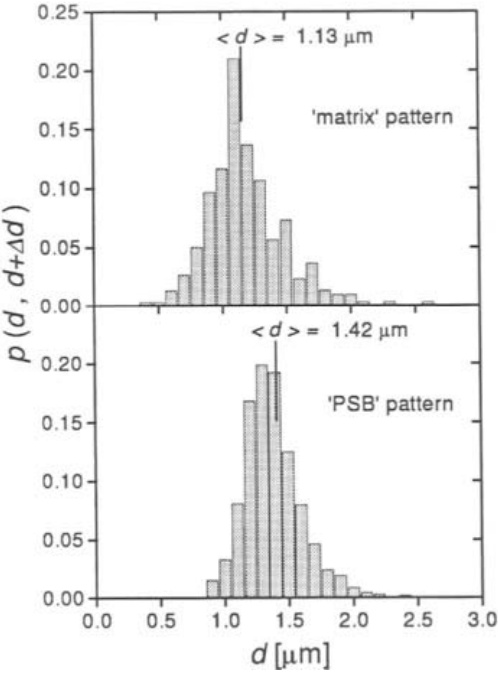 0.25
< d > = 1.13 μm
0.20
'matrix' pattern
0.15
0.10
0.05
0.00
p (d , d+Δd )
< d > = 1.42 μm
0.20
'PSB' pattern
0.15
0.10
0.05
0.00
0.0 0.5 1.0 1.5 2.0 2.5 3.0
d [μm]